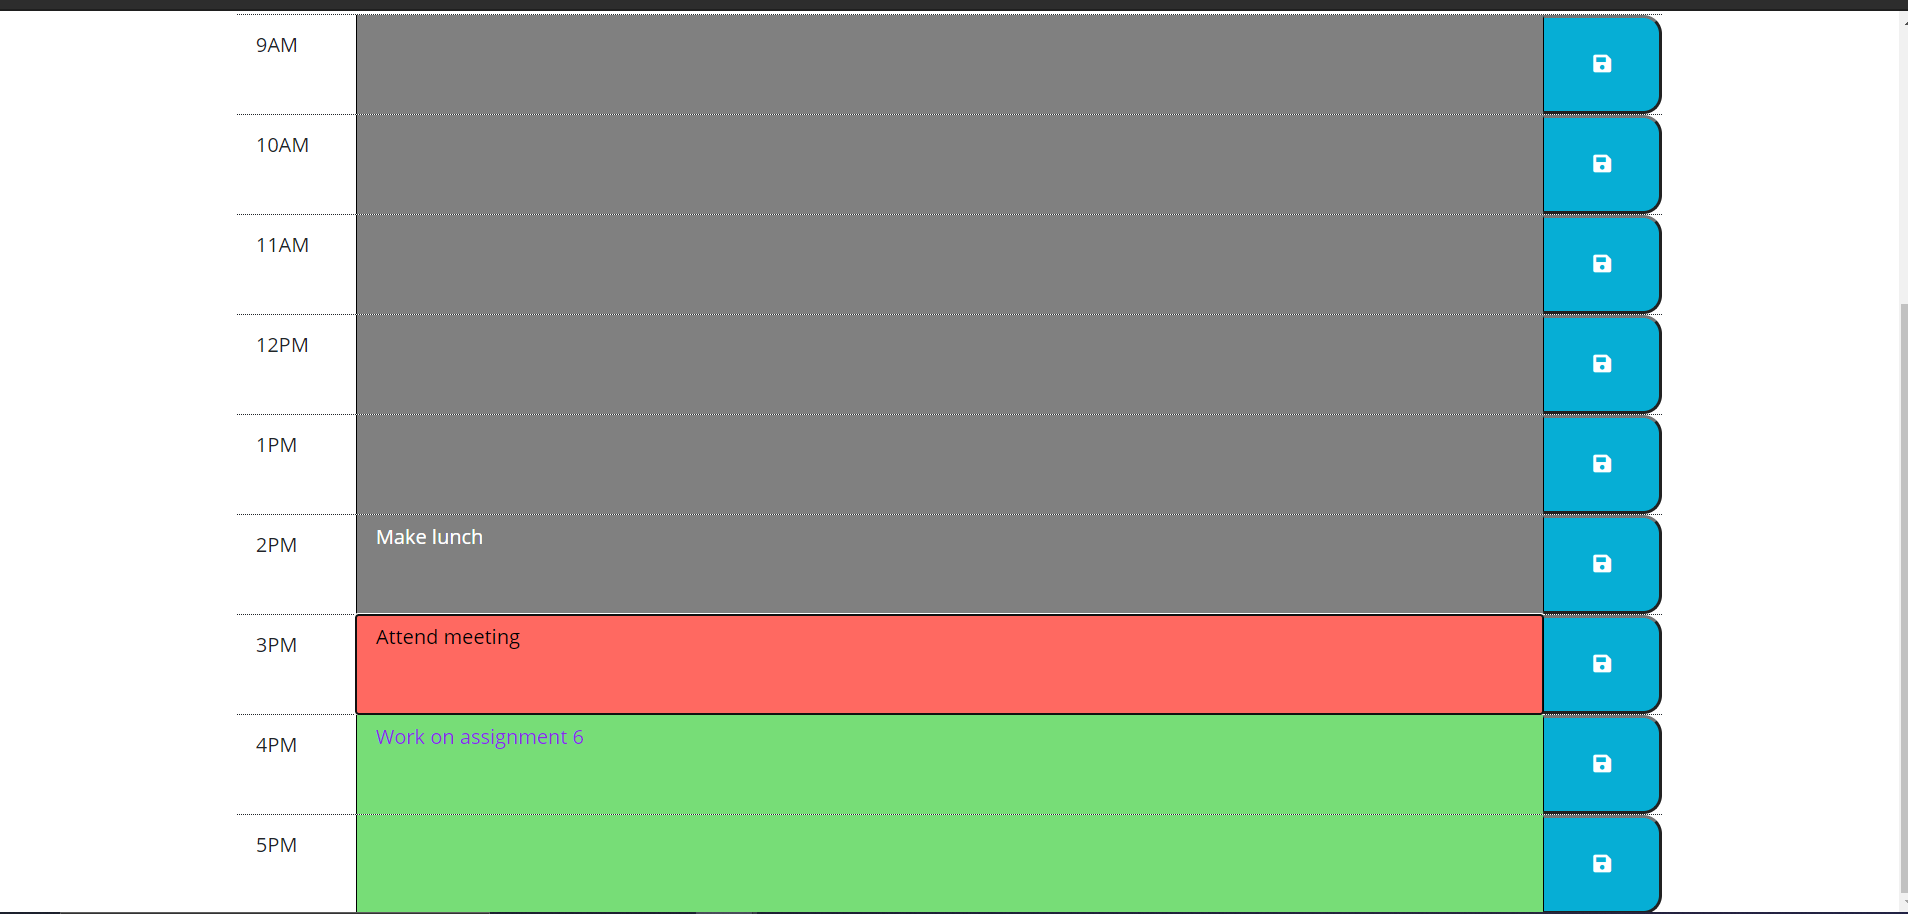 9AM
10AM
11AM
12PM
1PM
2PM Make lunch
3PM Attend meeting
4PM Work on assignment 6
5PM